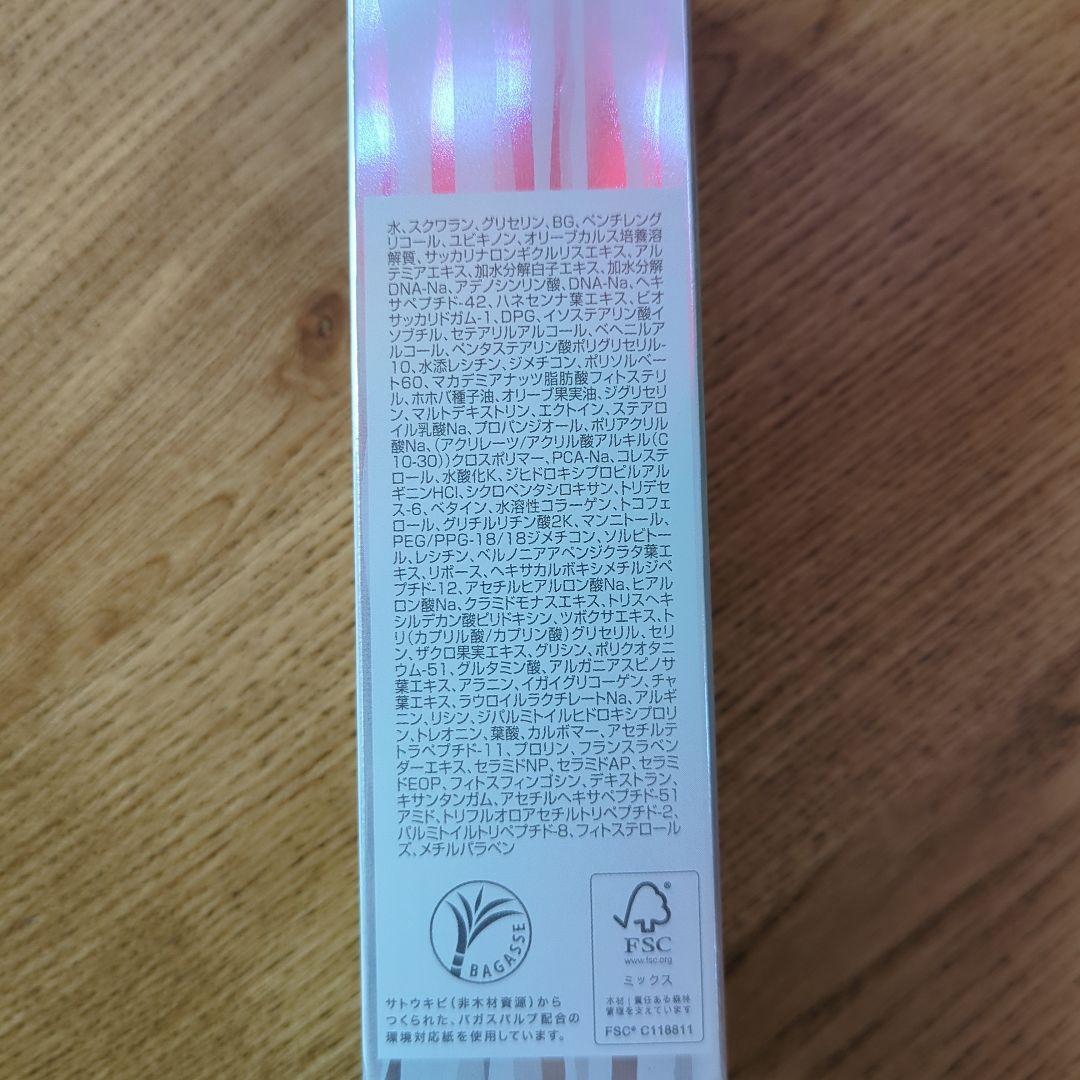 水、スクワラン、グリセリン、BG、ペンチレング
リコール、ユビキノン、オリーブカルス培養溶
解質、サッカリナロンギクルリスエキス、アル
テミアエキス、加水分解白子エキス、加水分解
DNA-Na、アデノシンリン酸、DNA-Na、ヘキ
サペプチド-42、ハネセンナ葉エキス、ビオ
サッカリドガム-1、DPG、イソステアリン酸イ
ソブチル、セテアリルアルコール、ベヘニルア
ルコール、ペンタステアリン酸ポリグリセリル-
10、水添レシチン、ジメチコン、ポリソルベー
ト60、マカデミアナッツ脂肪酸フィトステリ
ル、ホホバ種子油、オリーブ果実油、ジグリセリ
ン、マルトデキストリン、エクトイン、ステアロ
イル乳酸Na、プロパンジオール、ポリアクリル
酸Na、(アクリレーツ/アクリル酸アルキル(C
10-30))クロスポリマー、PCA-Na、コレステ
ロール、水酸化K、ジヒドロキシプロピルアル
ギニンHCl、シクロペンタシロキサン、トリデセ
ス-6、ベタイン、水溶性コラーゲン、トコフェ
ロール、グリチルリチン酸2K、マンニトール、
PEG/PPG-18/18ジメチコン、ソルビトー
ル、レシチン、ベルノニアアペンジクラタ葉エ
キス、リボース、ヘキサカルボキシメチルジペ
プチド-12、アセチルヒアルロン酸Na、ヒアル
ロン酸Na、クラミドモナスエキス、トリスヘキ
シルデカン酸ピリドキシン、ツボクサエキス、ト
リ(カプリル酸/カプリン酸)グリセリル、セリ
ン、ザクロ果実エキス、グリシン、ポリクオタニ
ウム-51、グルタミン酸、アルガニアスピノサ
葉エキス、アラニン、イガイグリコーゲン、チャ
葉エキス、ラウロイルラクチレートNa、アルギ
ニン、リシン、ジパルミトイルヒドロキシプロリ
ン、トレオニン、葉酸、カルボマー、アセチルテ
トラペプチド-11、プロリン、フランスラベン
ダーエキス、セラミドNP、セラミドAP、セラミ
ドEOP、フィトスフィンゴシン、デキストラン、
キサンタンガム、アセチルヘキサペプチド-51
アミド、トリフルオロアセチルトリペプチド-2、
パルミトイルトリペプチド-8、フィトステロール
ズ、メチルパラベン
BAGASSE
サトウキビ(非木材資源)から
つくられた、バガスパルプ配合の
環境対応紙を使用しています。
FSC®
www.fsc.org
ミックス
木材|責任ある森林
管理を支えています
FSC® C118811